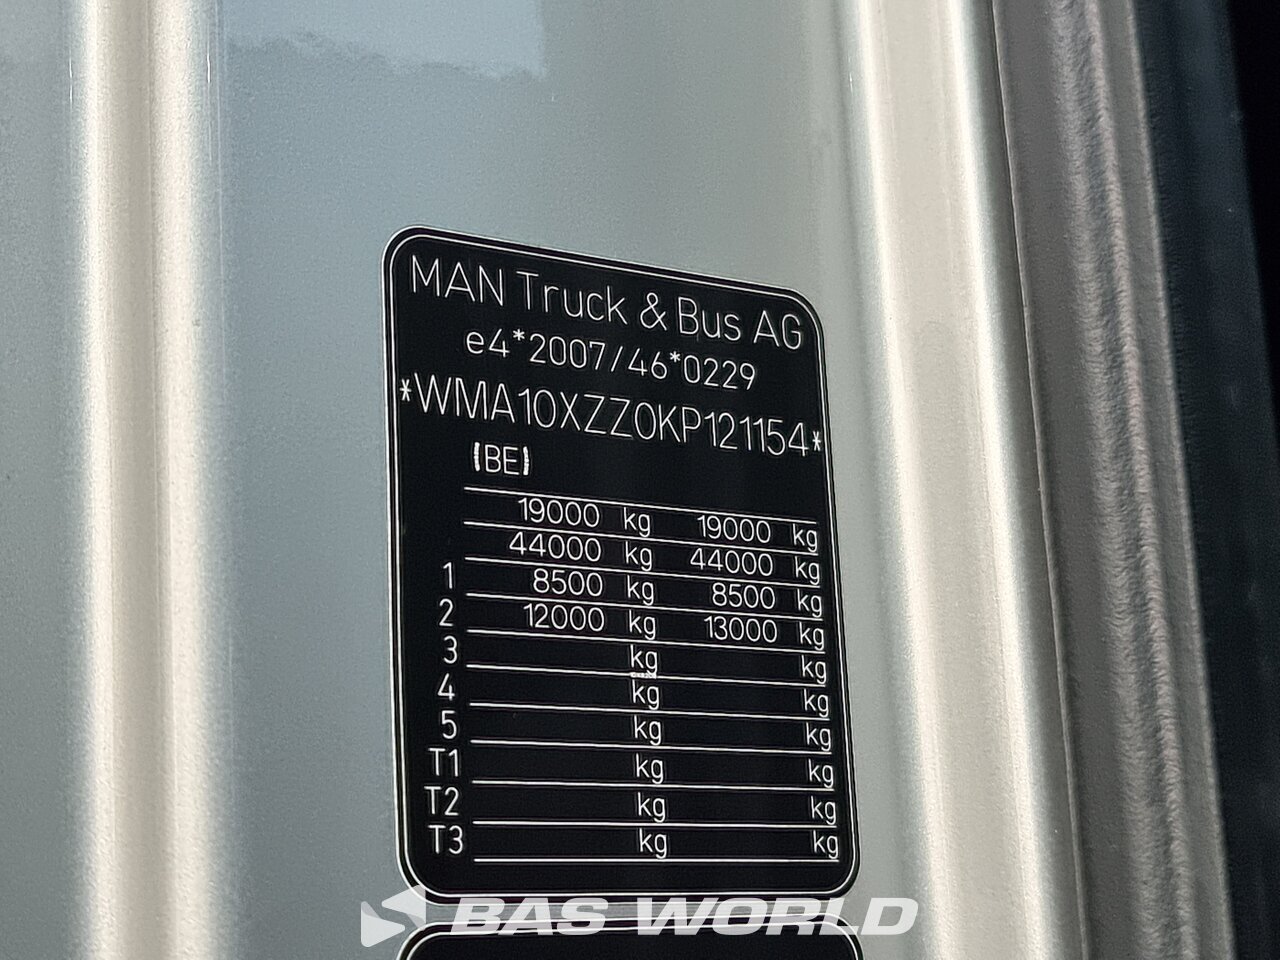 MAN Truck & Bus AG
e4*2007/46*0229
*WMA10XZZ0KP121154*
(BE)
19000 kg 19000 kg
44000 kg 44000 kg
1 8500 kg 8500 kg
2 12000 kg 13000 kg
3 kg kg
4 kg kg
5 kg kg
T1 kg kg
T2 kg kg
T3 kg kg
BAS WORLD